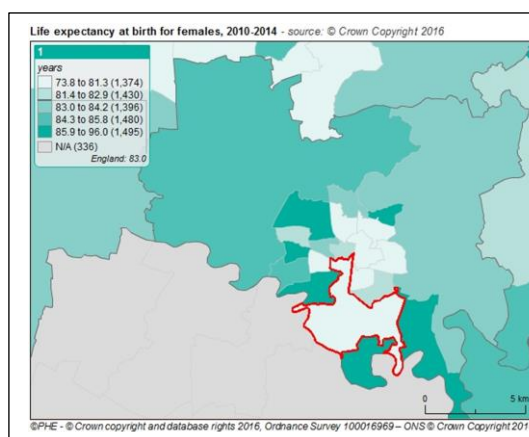 Life expectancy at birth for females, 2010-2014 - source: © Crown Copyright 2016
1
years
73.8 to 81.3 (1,374)
81.4 to 82.9 (1,430)
83.0 to 84.2 (1,396)
84.3 to 85.8 (1,480)
85.9 to 96.0 (1,495)
N/A (336)
England: 83.0
0 5 km
©PHE - © Crown copyright and database rights 2016, Ordnance Survey 100016969 – ONS © Crown Copyright 201